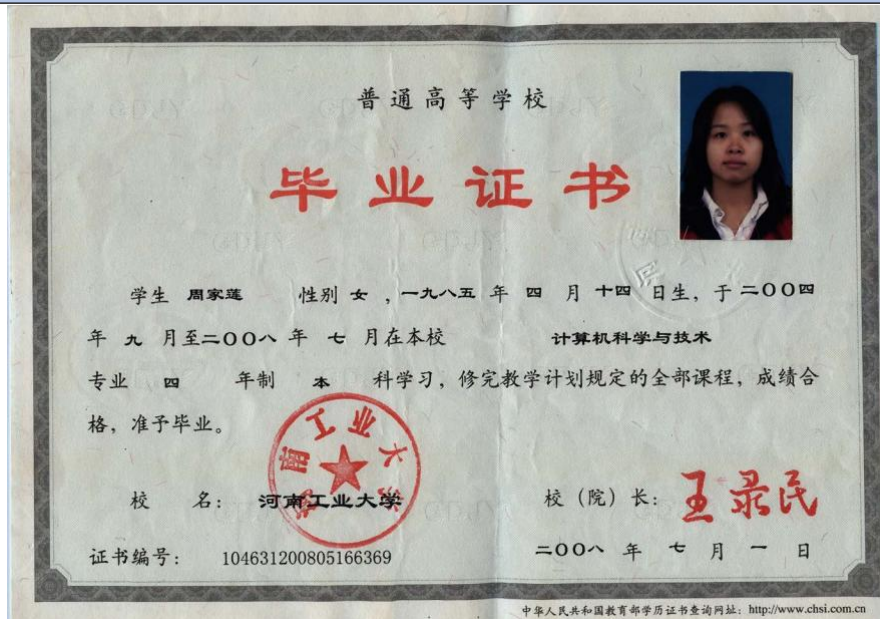 普通高等学校
毕业证书
学生 周家莲 性别 女 ，一九八五 年 四 月 十四 日生，于 二〇〇四
年 九 月至二〇〇八 年 七 月在本校 计算机科学与技术
专业 四 年制 本 科学习，修完教学计划规定的全部课程，成绩合
格，准予毕业。
河南工业大学
校 名： 河南工业大学
校（院）长： 王录民
证书编号： 104631200805166369
二〇〇八 年 七 月 一 日
中华人民共和国教育部学历证书查询网址：http://www.chsi.com.cn